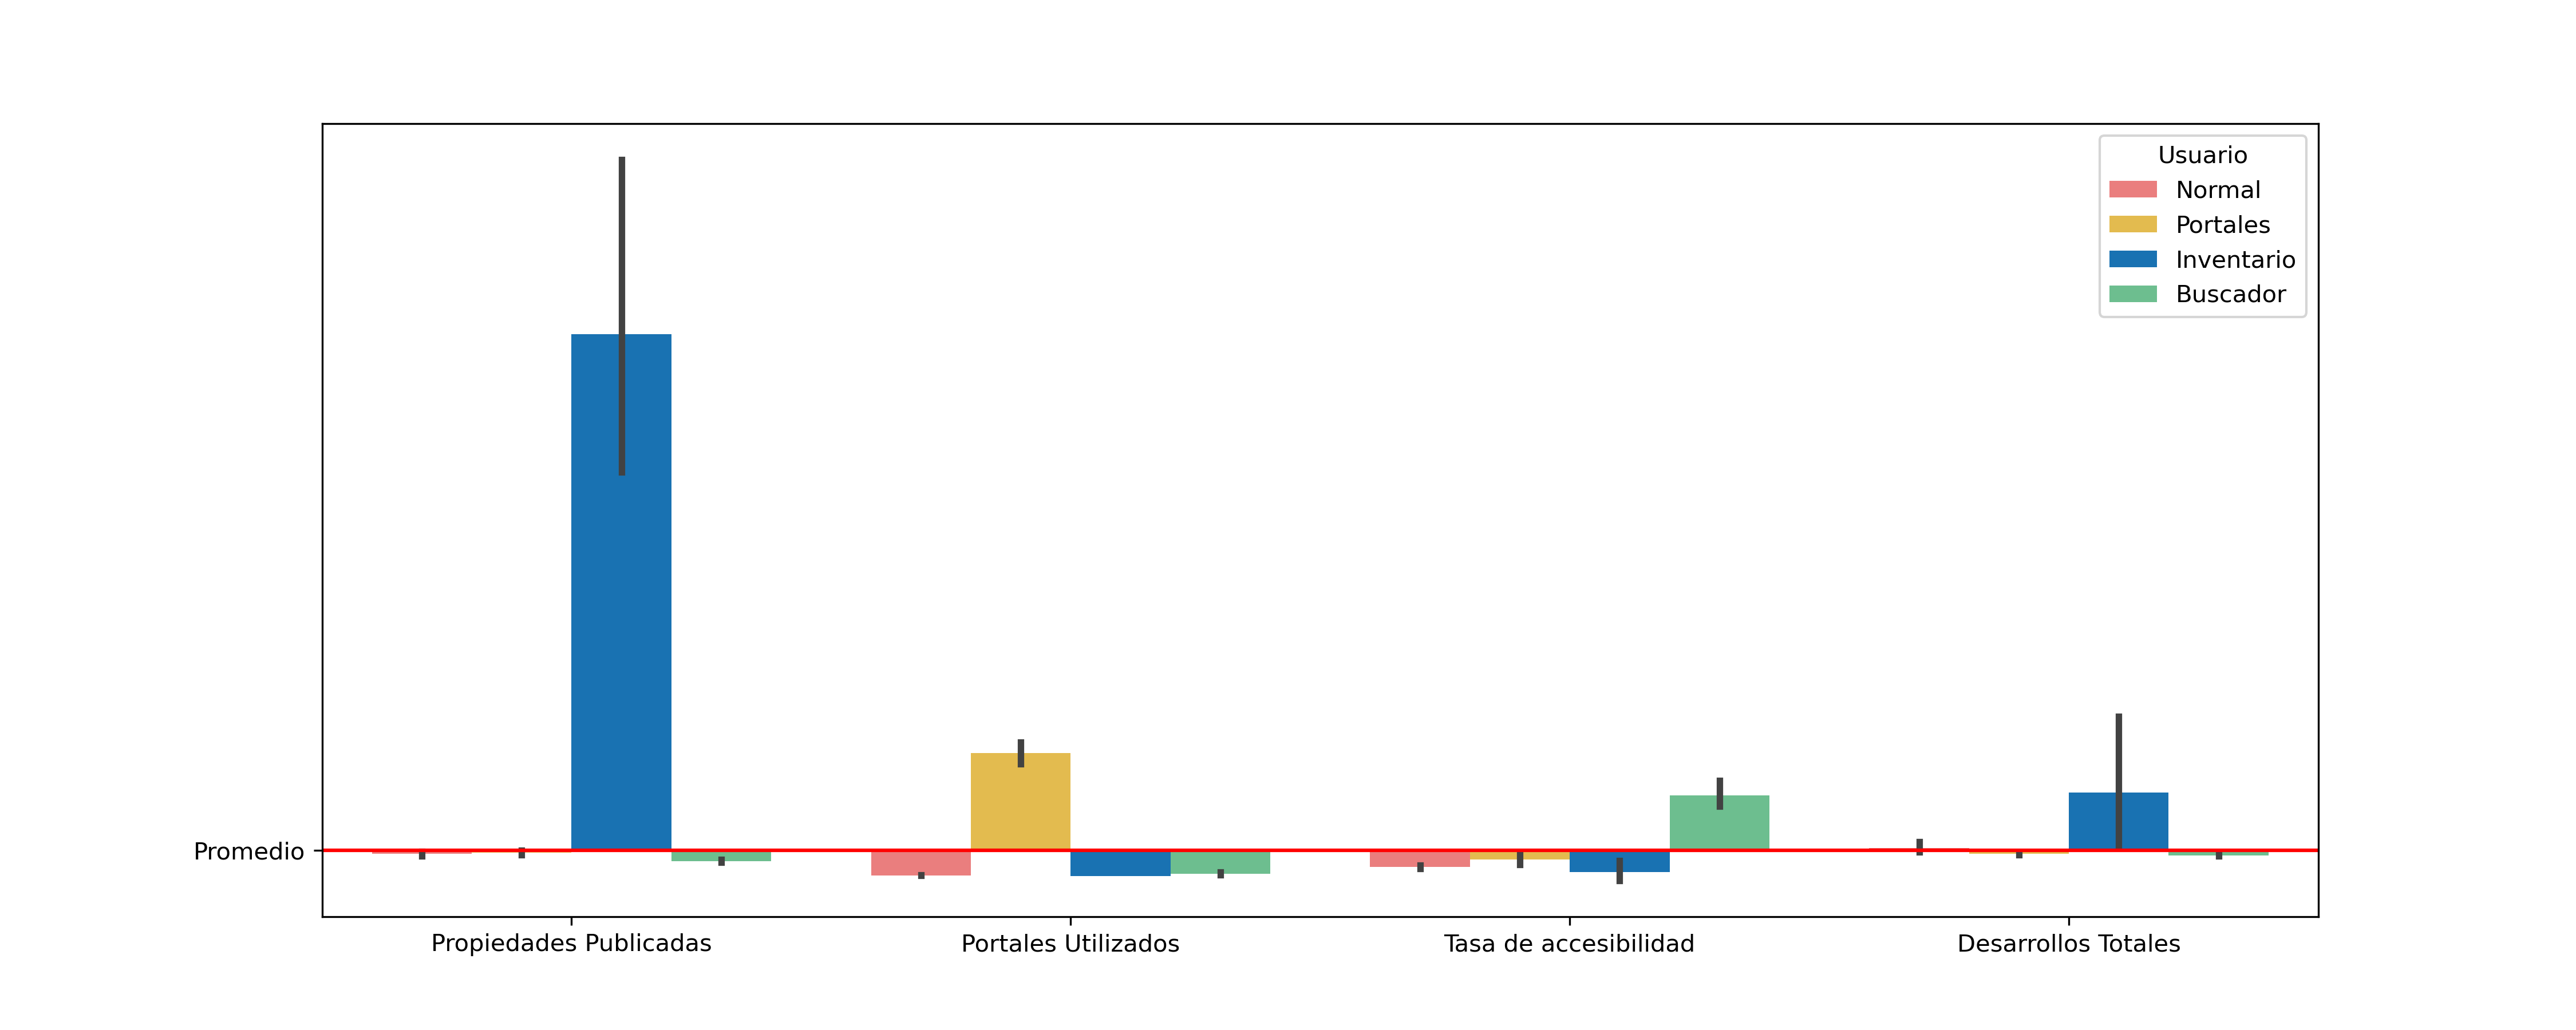 Usuario
Normal
Portales
Inventario
Buscador
Promedio
Propiedades Publicadas
Portales Utilizados
Tasa de accesibilidad
Desarrollos Totales